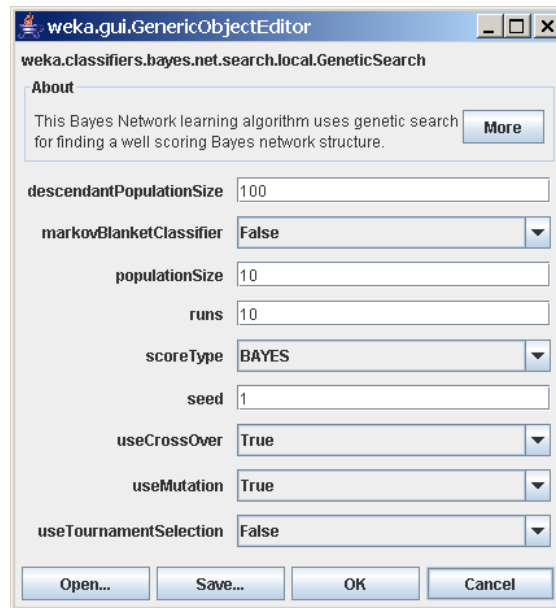 weka.gui.GenericObjectEditor
weka.classifiers.bayes.net.search.local.GeneticSearch
About
This Bayes Network learning algorithm uses genetic search
for finding a well scoring Bayes network structure.
More
descendantPopulationSize 100
markovBlanketClassifier False
populationSize 10
runs 10
scoreType BAYES
seed 1
useCrossOver True
useMutation True
useTournamentSelection False
Open... Save... OK Cancel